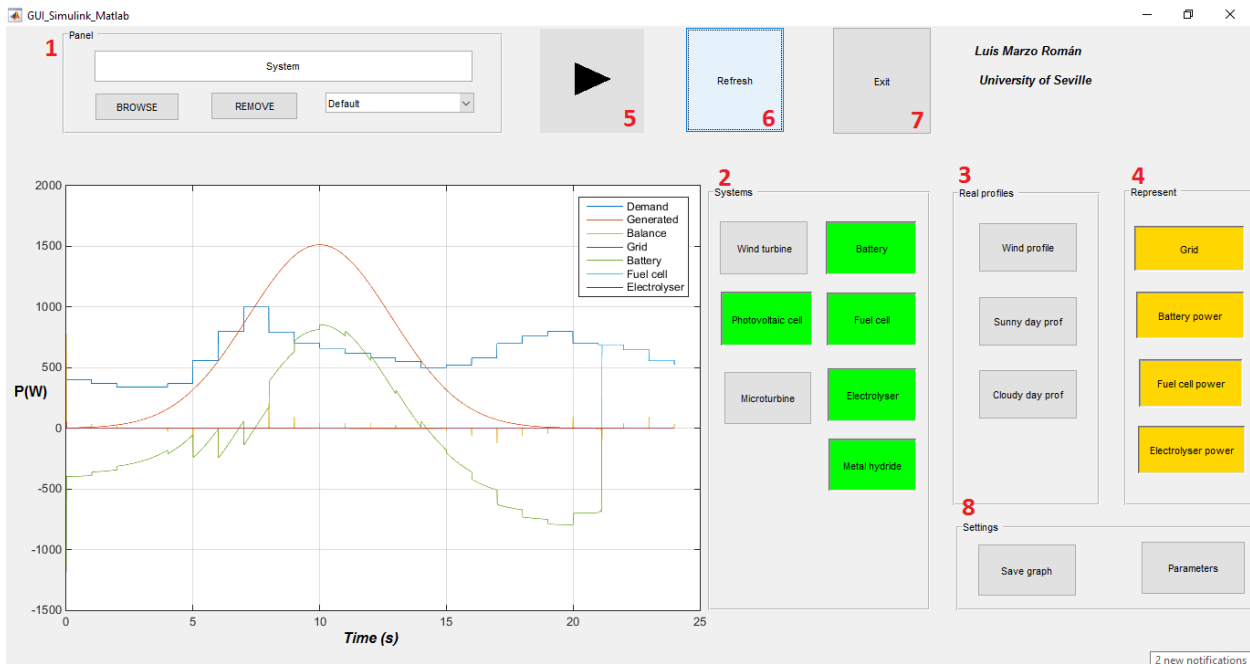 GUI_Simulink_Matlab
1
Panel
System
BROWSE
REMOVE
Default
5
Refresh
6
Exit
7
Luis Marzo Román
University of Seville
2000
1500
1000
500
0
-500
-1000
-1500
P(W)
0
5
10
15
20
25
Time (s)
Demand
Generated
Balance
Grid
Battery
Fuel cell
Electrolyser
2
Systems
Wind turbine
Battery
Photovoltaic cell
Fuel cell
Microturbine
Electrolyser
Metal hydride
3
Real profiles
Wind profile
Sunny day prof
Cloudy day prof
4
Represent
Grid
Battery power
Fuel cell power
Electrolyser power
8
Settings
Save graph
Parameters
2 new notifications